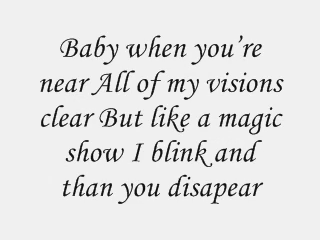 Baby when you're
near All of my visions
clear But like a magic
show I blink and
than you disapear